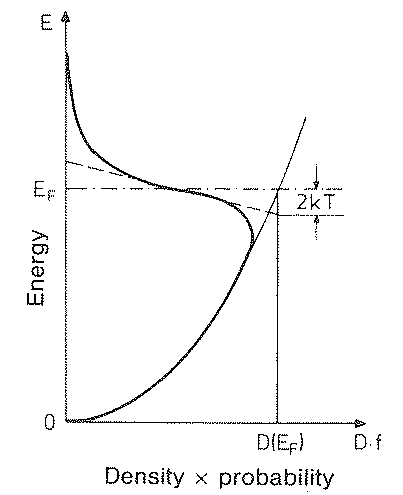 E
E_F
2kT
Energy
0
D(E_F)
D·f
Density × probability